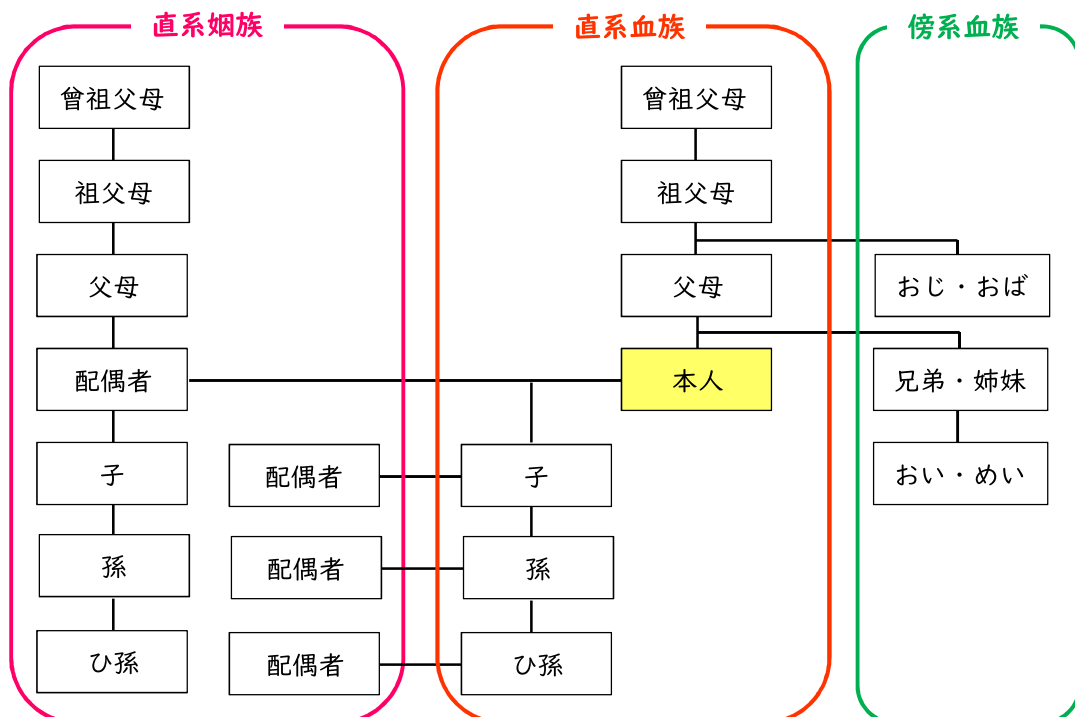 直系姻族
直系血族
傍系血族
曾祖父母
曾祖父母
祖父母
祖父母
父母
父母
おじ・おば
配偶者
本人
兄弟・姉妹
子
配偶者
子
おい・めい
孫
配偶者
孫
ひ孫
配偶者
ひ孫